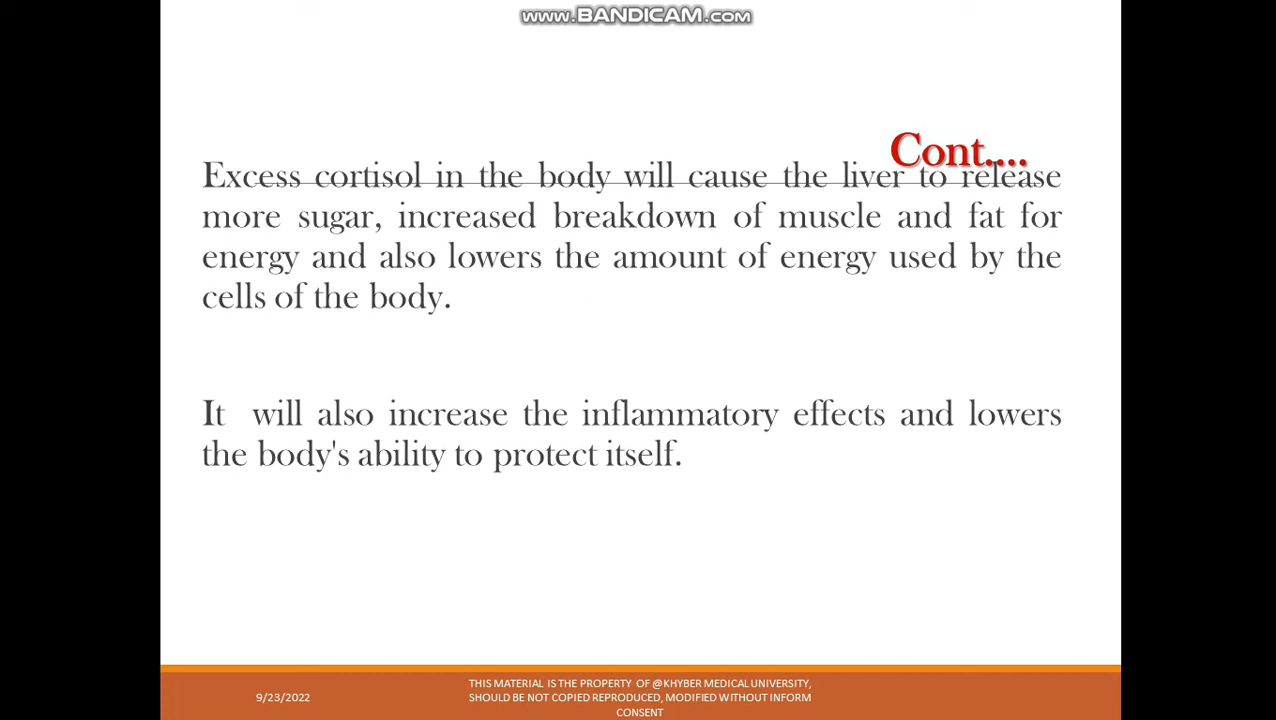 www.BANDICAM.com
Cont....
Excess cortisol in the body will cause the liver to release
more sugar, increased breakdown of muscle and fat for
energy and also lowers the amount of energy used by the
cells of the body.
It will also increase the inflammatory effects and lowers
the body's ability to protect itself.
9/23/2022
THIS MATERIAL IS THE PROPERTY OF @KHYBER MEDICAL UNIVERSITY,
SHOULD BE NOT COPIED REPRODUCED, MODIFIED WITHOUT INFORM
CONSENT